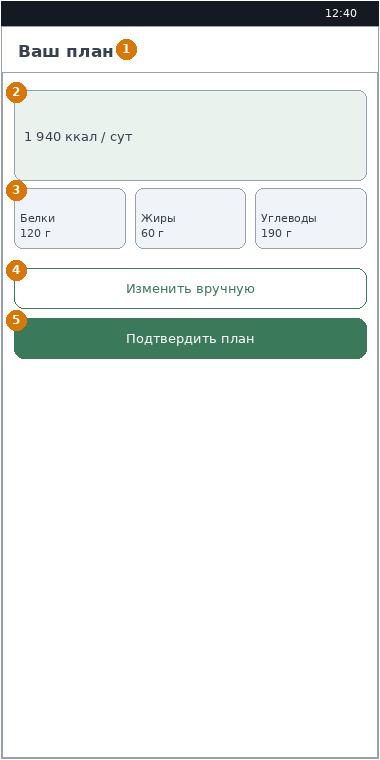 12:40
Ваш план 1
2
1 940 ккал / сут
3
Белки
120 г
Жиры
60 г
Углеводы
190 г
4
Изменить вручную
5
Подтвердить план